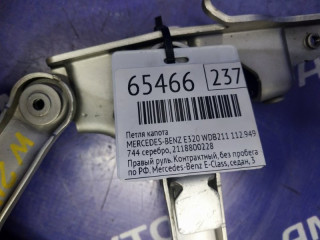 65466 237
Петля капота
MERCEDES-BENZ E320 WDB211 112.949
744 серебро, 2118800228
Правый руль. Контрактный, без пробега
по РФ. Mercedes-Benz E-Class, седан, 3